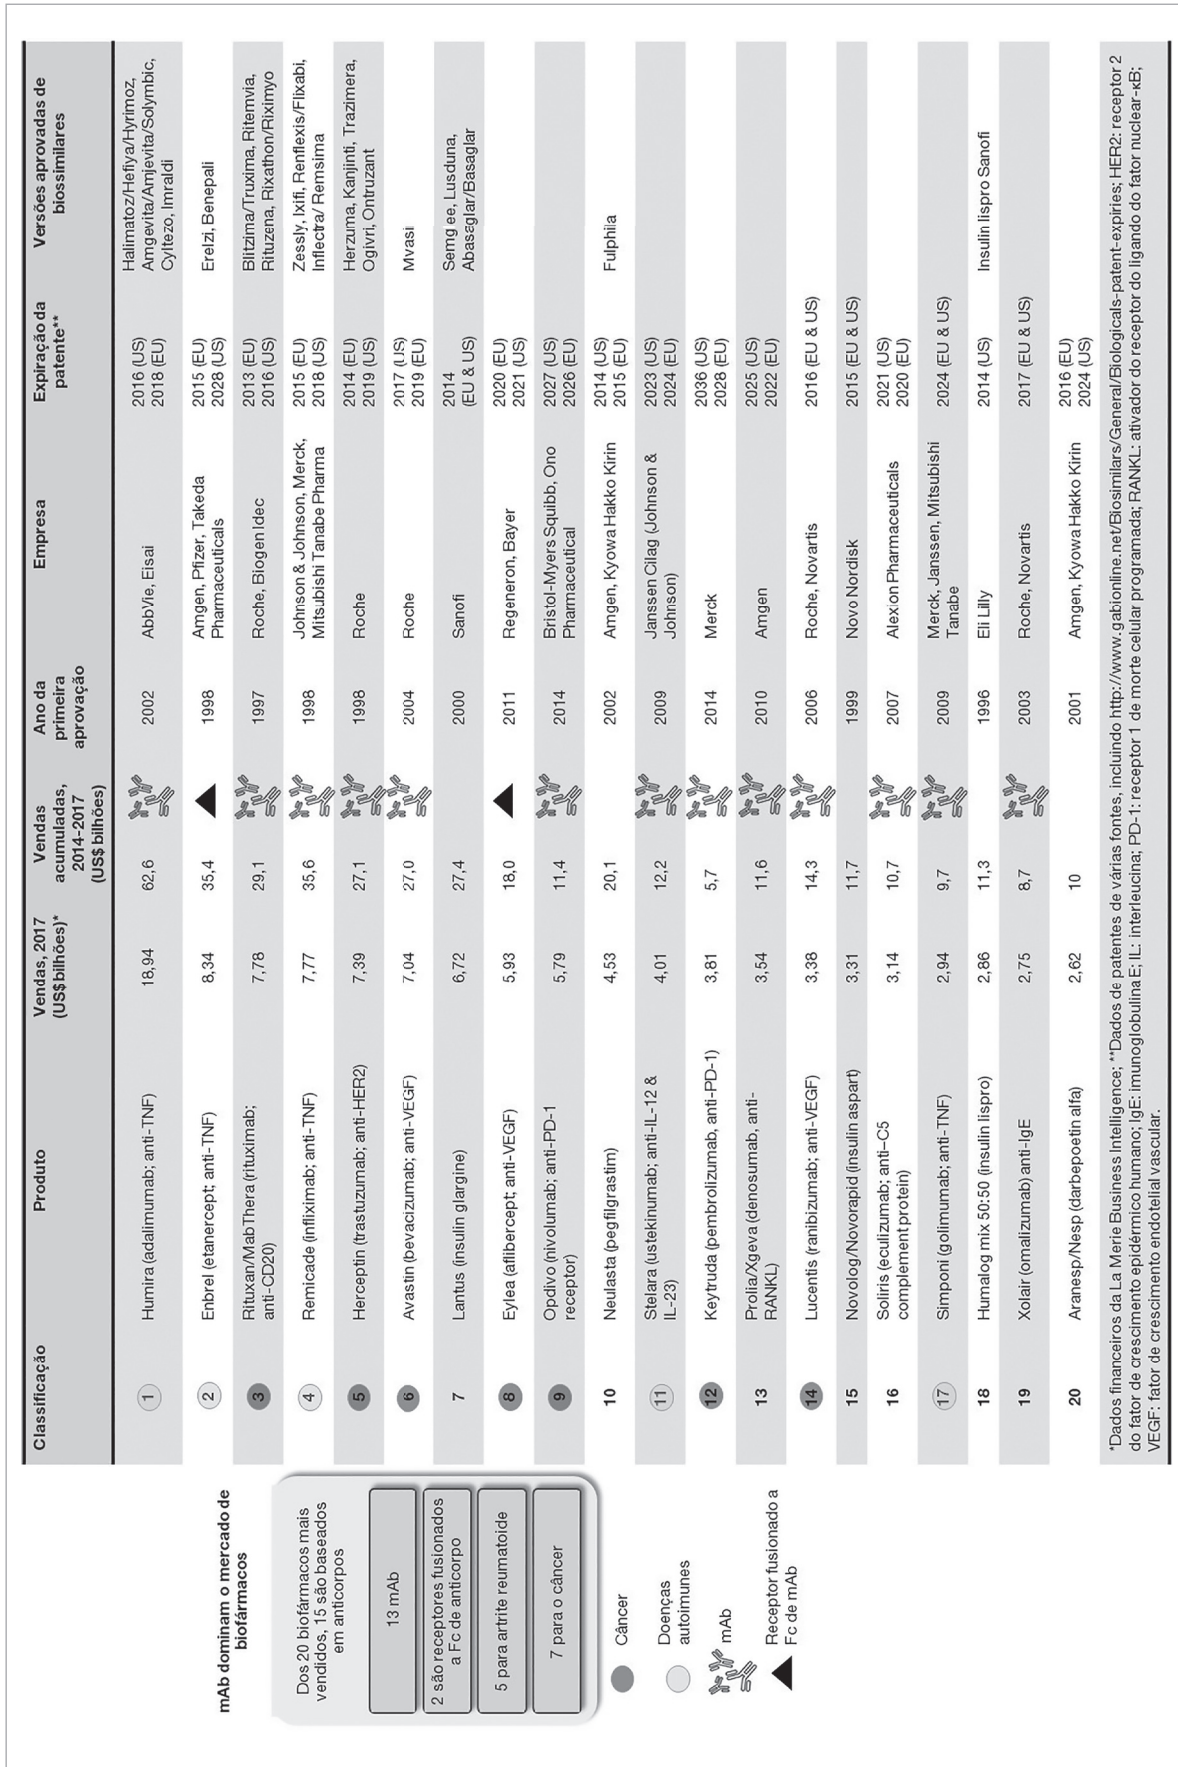 mAb dominam o mercado de
biofármacos
Dos 20 biofármacos mais
vendidos, 15 são baseados
em anticorpos
13 mAb
2 são receptores fusionados
a Fc de anticorpo
5 para artrite reumatoide
7 para o câncer
Câncer
Doenças
autoimunes
mAb
Receptor fusionado a
Fc de mAb
Classificação
Produto
Vendas, 2017
(US$bilhões)*
Vendas
acumuladas,
2014-2017
(US$ bilhões)
Ano da
primeira
aprovação
Empresa
Expiração da
patente**
Versões aprovadas de
biossimilares
1
Humira (adalimumab; anti-TNF)
18,94
62,6
2002
AbbVie, Eisai
2016 (US)
2018 (EU)
Halimatoz/Hefiya/Hyrimoz,
Amgevita/Amjevita/Solymbic,
Cyltezo, Imraldi
2
Enbrel (etanercept; anti-TNF)
8,34
35,4
1998
Amgen, Pfizer, Takeda
Pharmaceuticals
2015 (EU)
2028 (US)
Erelzi, Benepali
3
Rituxan/MabThera (rituximab;
anti-CD20)
7,78
29,1
1997
Roche, Biogen Idec
2013 (EU)
2016 (US)
Blitzima/Truxima, Ritemvia,
Rituzena, Rixathon/Riximyo
4
Remicade (infliximab; anti-TNF)
7,77
35,6
1998
Johnson & Johnson, Merck,
Mitsubishi Tanabe Pharma
2015 (EU)
2018 (US)
Zessly, Ixifi, Renflexis/Flixabi,
Inflectra/ Remsima
5
Herceptin (trastuzumab; anti-HER2)
7,39
27,1
1998
Roche
2014 (EU)
2019 (US)
Herzuma, Kanjinti, Trazimera,
Ogivri, Ontruzant
6
Avastin (bevacizumab; anti-VEGF)
7,04
27,0
2004
Roche
2017 (US)
2019 (EU)
Mvasi
7
Lantus (insulin glargine)
6,72
27,4
2000
Sanofi
2014
(EU & US)
Semg ee, Lusduna,
Abaseglar/Basaglar
8
Eylea (aflibercept; anti-VEGF)
5,93
18,0
2011
Regeneron, Bayer
2020 (EU)
2021 (US)
9
Opdivo (nivolumab; anti-PD-1
receptor)
5,79
11,4
2014
Bristol-Myers Squibb, Ono
Pharmaceutical
2027 (US)
2026 (EU)
10
Neulasta (pegfilgrastim)
4,53
20,1
2002
Amgen, Kyowa Hakko Kirin
2014 (US)
2015 (EU)
Fulphila
11
Stelara (ustekinumab; anti-IL-12 &
IL-23)
4,01
12,2
2009
Janssen Cilag (Johnson &
Johnson)
2023 (US)
2024 (EU)
12
Keytruda (pembrolizumab, anti-PD-1)
3,81
5,7
2014
Merck
2036 (US)
2028 (EU)
13
Prolia/Xgeva (denosumab, anti-
RANKL)
3,54
11,6
2010
Amgen
2025 (US)
2022 (EU)
14
Lucentis (ranibizumab; anti-VEGF)
3,38
14,3
2006
Roche, Novartis
2016 (EU & US)
15
Novolog/Novorapid (insulin aspart)
3,31
11,7
1999
Novo Nordisk
2015 (EU & US)
16
Soliris (eculizumab; anti–C5
complement protein)
3,14
10,7
2007
Alexion Pharmaceuticals
2021 (US)
2020 (EU)
17
Simponi (golimumab; anti-TNF)
2,94
9,7
2009
Merck, Janssen, Mitsubishi
Tanabe
2024 (EU & US)
18
Humalog mix 50:50 (insulin lispro)
2,86
11,3
1996
Eli Lilly
2014 (US)
Insulin lispro Sanofi
19
Xolair (omalizumab) anti-IgE
2,75
8,7
2003
Roche, Novartis
2017 (EU & US)
20
Aranesp/Nesp (darbepoetin alfa)
2,62
10
2001
Amgen, Kyowa Hakko Kirin
2016 (EU)
2024 (US)
*Dados financeiros da La Merie Business Intelligence; **Dados de patentes de várias fontes, incluindo http://www.gabionline.net/Biosimilars/General/Biologicals-patent-expiries; HER2: receptor 2
do fator de crescimento epidérmico humano; IgE: imunoglobulina E; IL: interleucina; PD-1: receptor 1 de morte celular programada; RANKL: ativador do receptor do ligando do fator nuclear-κB;
VEGF: fator de crescimento endotelial vascular.